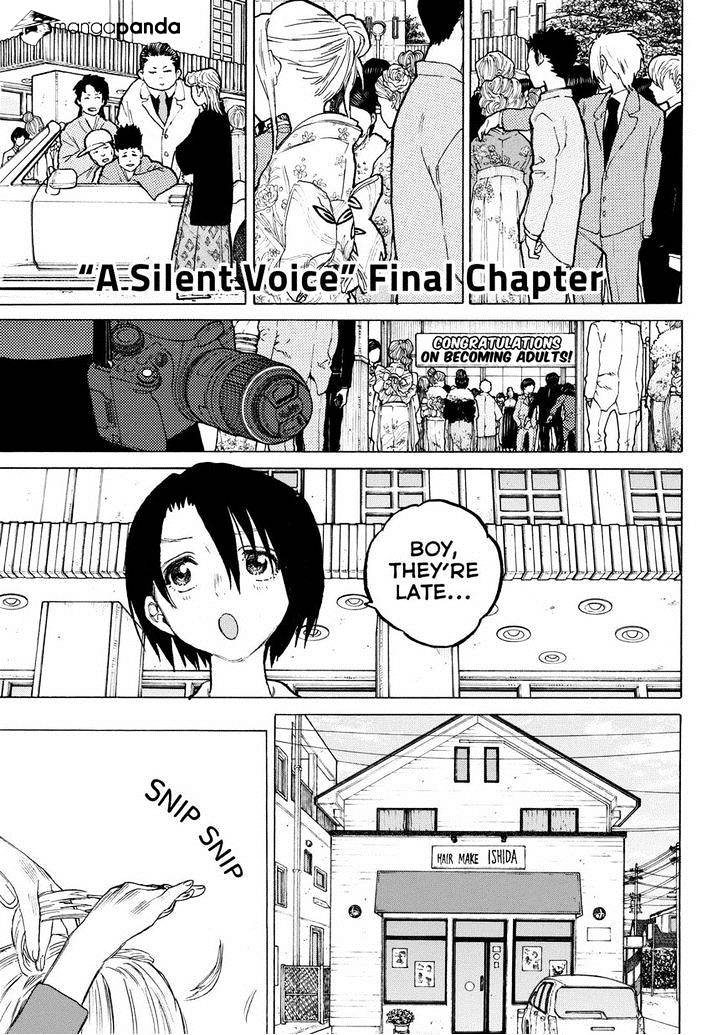 mangapanda
"A Silent Voice" Final Chapter
CONGRATULATIONS
ON BECOMING ADULTS!
BOY,
THEY'RE
LATE...
SNIP SNIP
HAIR MAKE ISHIDA